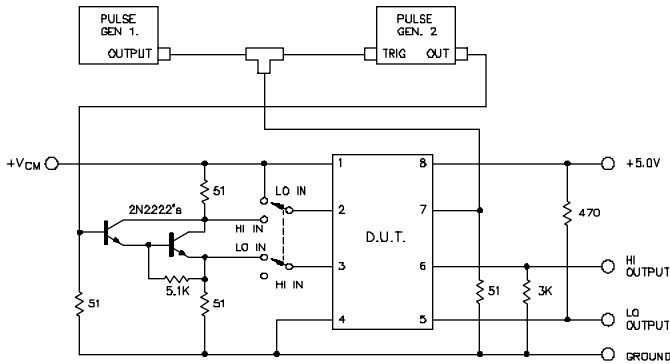 PULSE
GEN 1.
OUTPUT
PULSE
GEN. 2
TRIG OUT
+VCM
1
8
+5.0V
51
LO IN
2N2222's
2
7
470
HI IN
D.U.T.
LO IN
3
6
HI
OUTPUT
5.1K
HI IN
51
51
51
3K
4
5
LO
OUTPUT
GROUND